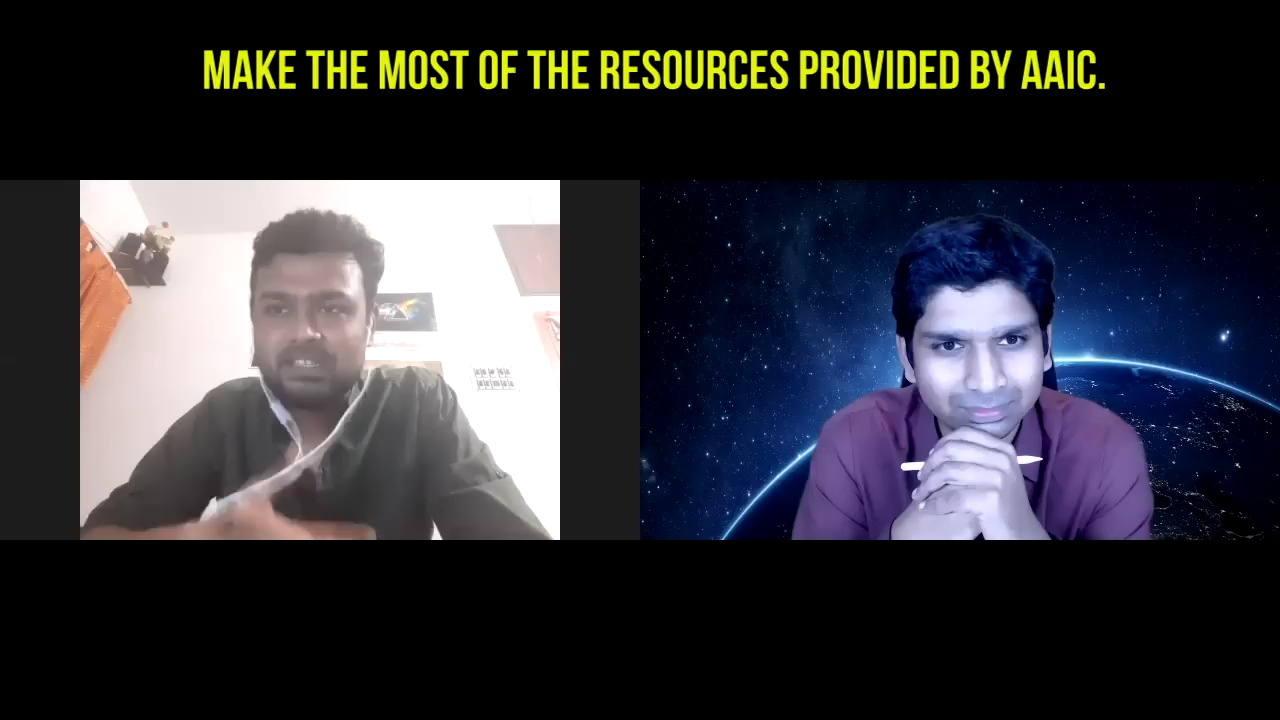 MAKE THE MOST OF THE RESOURCES PROVIDED BY AAIC.